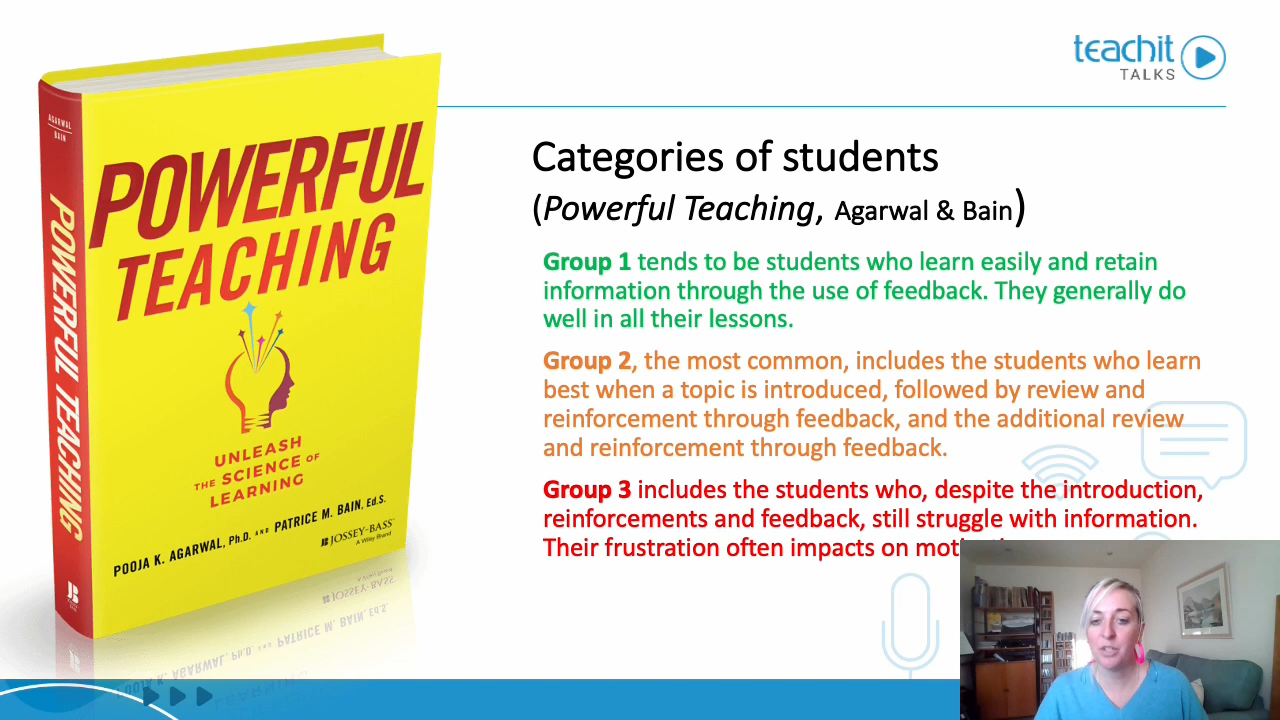 teachit
TALKS
AGARWAL
BAIN
POWERFUL TEACHING
POWERFUL
TEACHING
UNLEASH
THE SCIENCE OF
LEARNING
POOJA K. AGARWAL, Ph.D. AND PATRICE M. BAIN, Ed.S.
JOSSEY-BASS™
A Wiley Brand
Categories of students
(Powerful Teaching, Agarwal & Bain)
Group 1 tends to be students who learn easily and retain
information through the use of feedback. They generally do
well in all their lessons.
Group 2, the most common, includes the students who learn
best when a topic is introduced, followed by review and
reinforcement through feedback, and the additional review
and reinforcement through feedback.
Group 3 includes the students who, despite the introduction,
reinforcements and feedback, still struggle with information.
Their frustration often impacts on